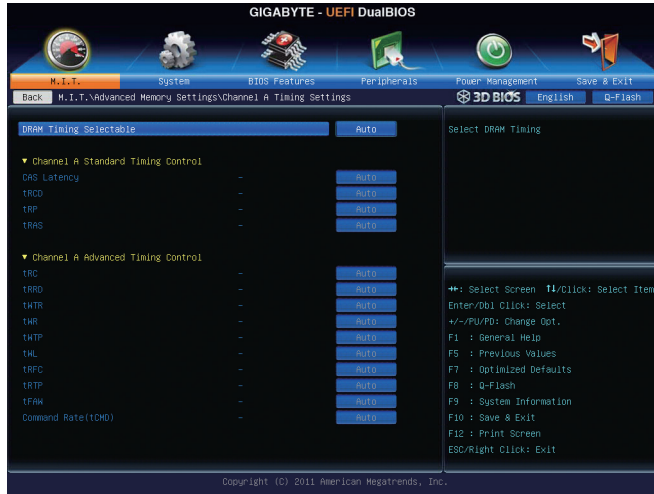 GIGABYTE - UEFI DualBIOS
M.I.T. System BIOS Features Peripherals Power Management Save & Exit
Back M.I.T.\Advanced Memory Settings\Channel A Timing Settings 3D BIOS English Q-Flash
DRAM Timing Selectable Auto Select DRAM Timing
▼ Channel A Standard Timing Control
CAS Latency - Auto
tRCD - Auto
tRP - Auto
tRAS - Auto
▼ Channel A Advanced Timing Control
tRC - Auto
tRRD - Auto
tWTR - Auto
tWR - Auto
tWTP - Auto
tWL - Auto
tRFC - Auto
tRTP - Auto
tFAW - Auto
Command Rate(tCMD) - Auto
↔: Select Screen ↑↓/Click: Select Item
Enter/Dbl Click: Select
+/-/PU/PD: Change Opt.
F1 : General Help
F5 : Previous Values
F7 : Optimized Defaults
F8 : Q-Flash
F9 : System Information
F10 : Save & Exit
F12 : Print Screen
ESC/Right Click: Exit
Copyright (C) 2011 American Megatrends, Inc.